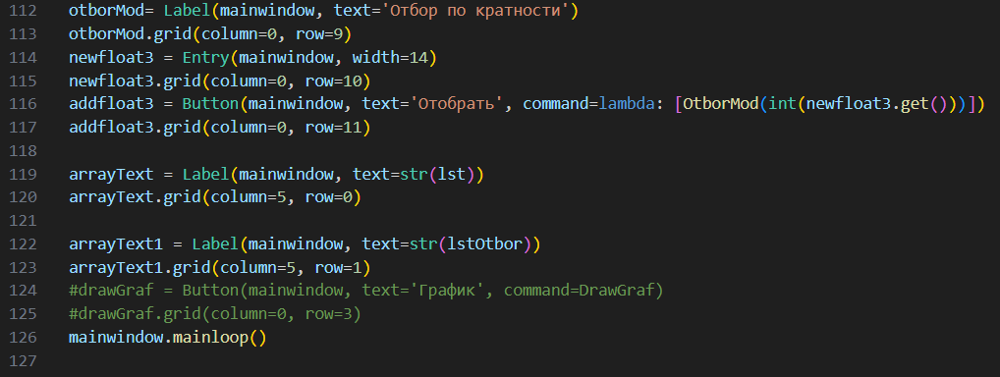 112 otborMod= Label(mainwindow, text='Отбор по кратности')
113 otborMod.grid(column=0, row=9)
114 newfloat3 = Entry(mainwindow, width=14)
115 newfloat3.grid(column=0, row=10)
116 addfloat3 = Button(mainwindow, text='Отобрать', command=lambda: [OtborMod(int(newfloat3.get()))])
117 addfloat3.grid(column=0, row=11)
118
119 arrayText = Label(mainwindow, text=str(lst))
120 arrayText.grid(column=5, row=0)
121
122 arrayText1 = Label(mainwindow, text=str(lstOtbor))
123 arrayText1.grid(column=5, row=1)
124 #drawGraf = Button(mainwindow, text='График', command=DrawGraf)
125 #drawGraf.grid(column=0, row=3)
126 mainwindow.mainloop()
127